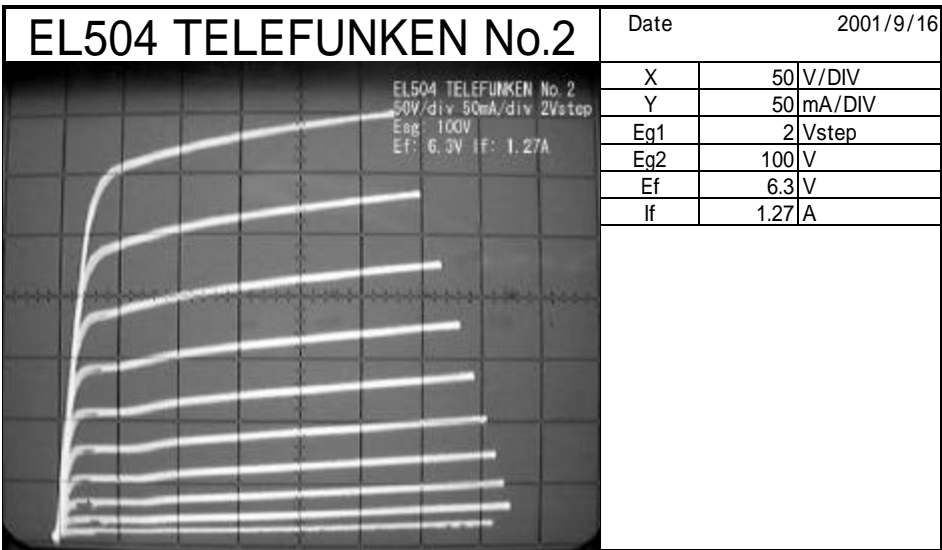 EL504 TELEFUNKEN No.2
Date 2001/9/16
X 50 V/DIV
Y 50 mA/DIV
Eg1 2 Vstep
Eg2 100 V
Ef 6.3 V
If 1.27 A
EL504 TELEFUNKEN No.2
50V/div 50mA/div 2Vstep
Esg: 100V
Ef: 6.3V If: 1.27A